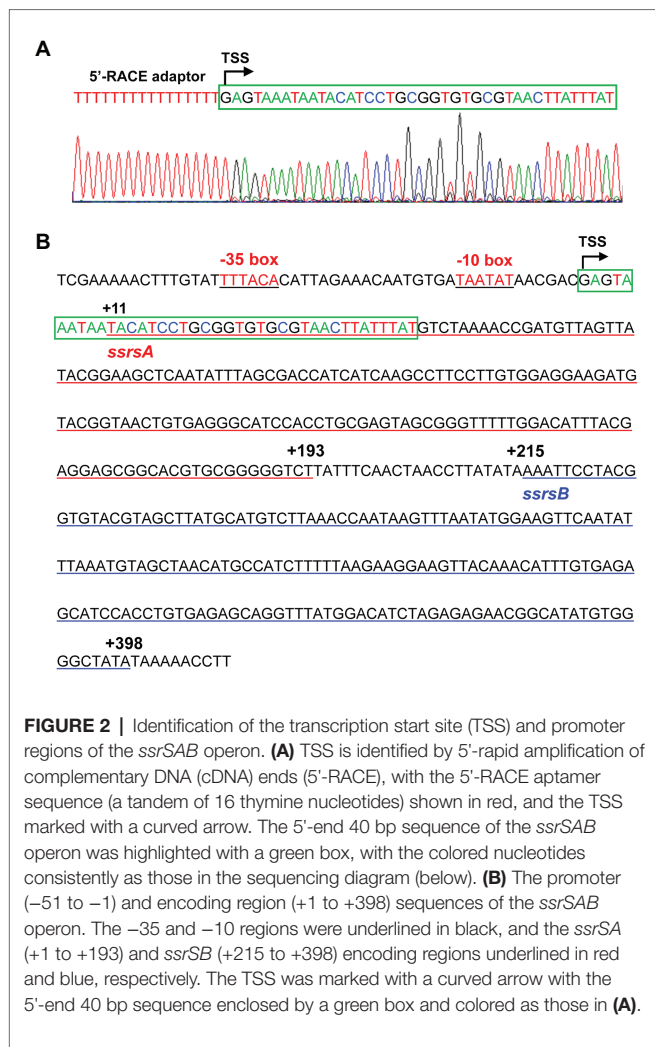 A
TSS
5'-RACE adaptor
TTTTTTTTTTTTTTTTGAGTAAATAATACATCCTGCGGTGTGCGTAACTTATTTAT
B
-35 box
-10 box
TSS
TCGAAAAACTTTGTATTTTACACATTAGAAACAATGTGATAATATAACGACGAGTA
+11
AATAATACATCCTGCGGTGTGCGTAACTTATTTATGTCTAAAACCGATGTTAGTTA
ssrsA
TACGGAAGCTCAATATTTAGCGACCATCATCAAGCCTTCCTTGTGGAGGAAGATG
TACGGTAACTGTGAGGGCATCCACCTGCGAGTAGCGGGTTTTTGGACATTTACG
+193
+215
AGGAGCGGCACGTGCGGGGGTCTTATTTCAACTAACCTTATATAAAATTCCTACG
ssrsB
GTGTACGTAGCTTATGCATGTCTTAAACCAATAAGTTTAATATGGAAGTTCAATAT
TTAAATGTAGCTAACATGCCATCTTTTTAAGAAGGAAGTTACAAACATTTGTGAGA
GCATCCACCTGTGAGAGCAGGTTTATGGACATCTAGAGAGAACGGCATATGTGG
+398
GGCTATATAAAAACCTT
FIGURE 2 | Identification of the transcription start site (TSS) and promoter
regions of the ssrSAB operon. (A) TSS is identified by 5'-rapid amplification of
complementary DNA (cDNA) ends (5'-RACE), with the 5'-RACE aptamer
sequence (a tandem of 16 thymine nucleotides) shown in red, and the TSS
marked with a curved arrow. The 5'-end 40 bp sequence of the ssrSAB
operon was highlighted with a green box, with the colored nucleotides
consistently as those in the sequencing diagram (below). (B) The promoter
(−51 to −1) and encoding region (+1 to +398) sequences of the ssrSAB
operon. The −35 and −10 regions were underlined in black, and the ssrSA
(+1 to +193) and ssrSB (+215 to +398) encoding regions underlined in red
and blue, respectively. The TSS was marked with a curved arrow with the
5'-end 40 bp sequence enclosed by a green box and colored as those in (A).